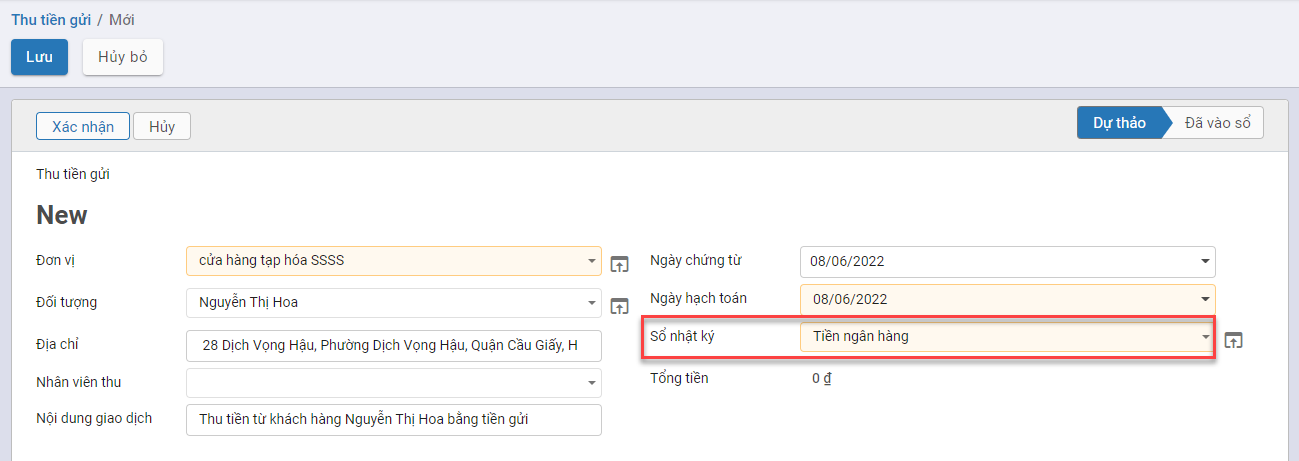 Thu tiền gửi / Mới
Lưu Hủy bỏ
Xác nhận Hủy Dự thảo Đã vào sổ
Thu tiền gửi
New
Đơn vị cửa hàng tạp hóa SSSS Ngày chứng từ 08/06/2022
Đối tượng Nguyễn Thị Hoa Ngày hạch toán 08/06/2022
Địa chỉ 28 Dịch Vọng Hậu, Phường Dịch Vọng Hậu, Quận Cầu Giấy, H Sổ nhật ký Tiền ngân hàng
Nhân viên thu Tổng tiền 0 ₫
Nội dung giao dịch Thu tiền từ khách hàng Nguyễn Thị Hoa bằng tiền gửi